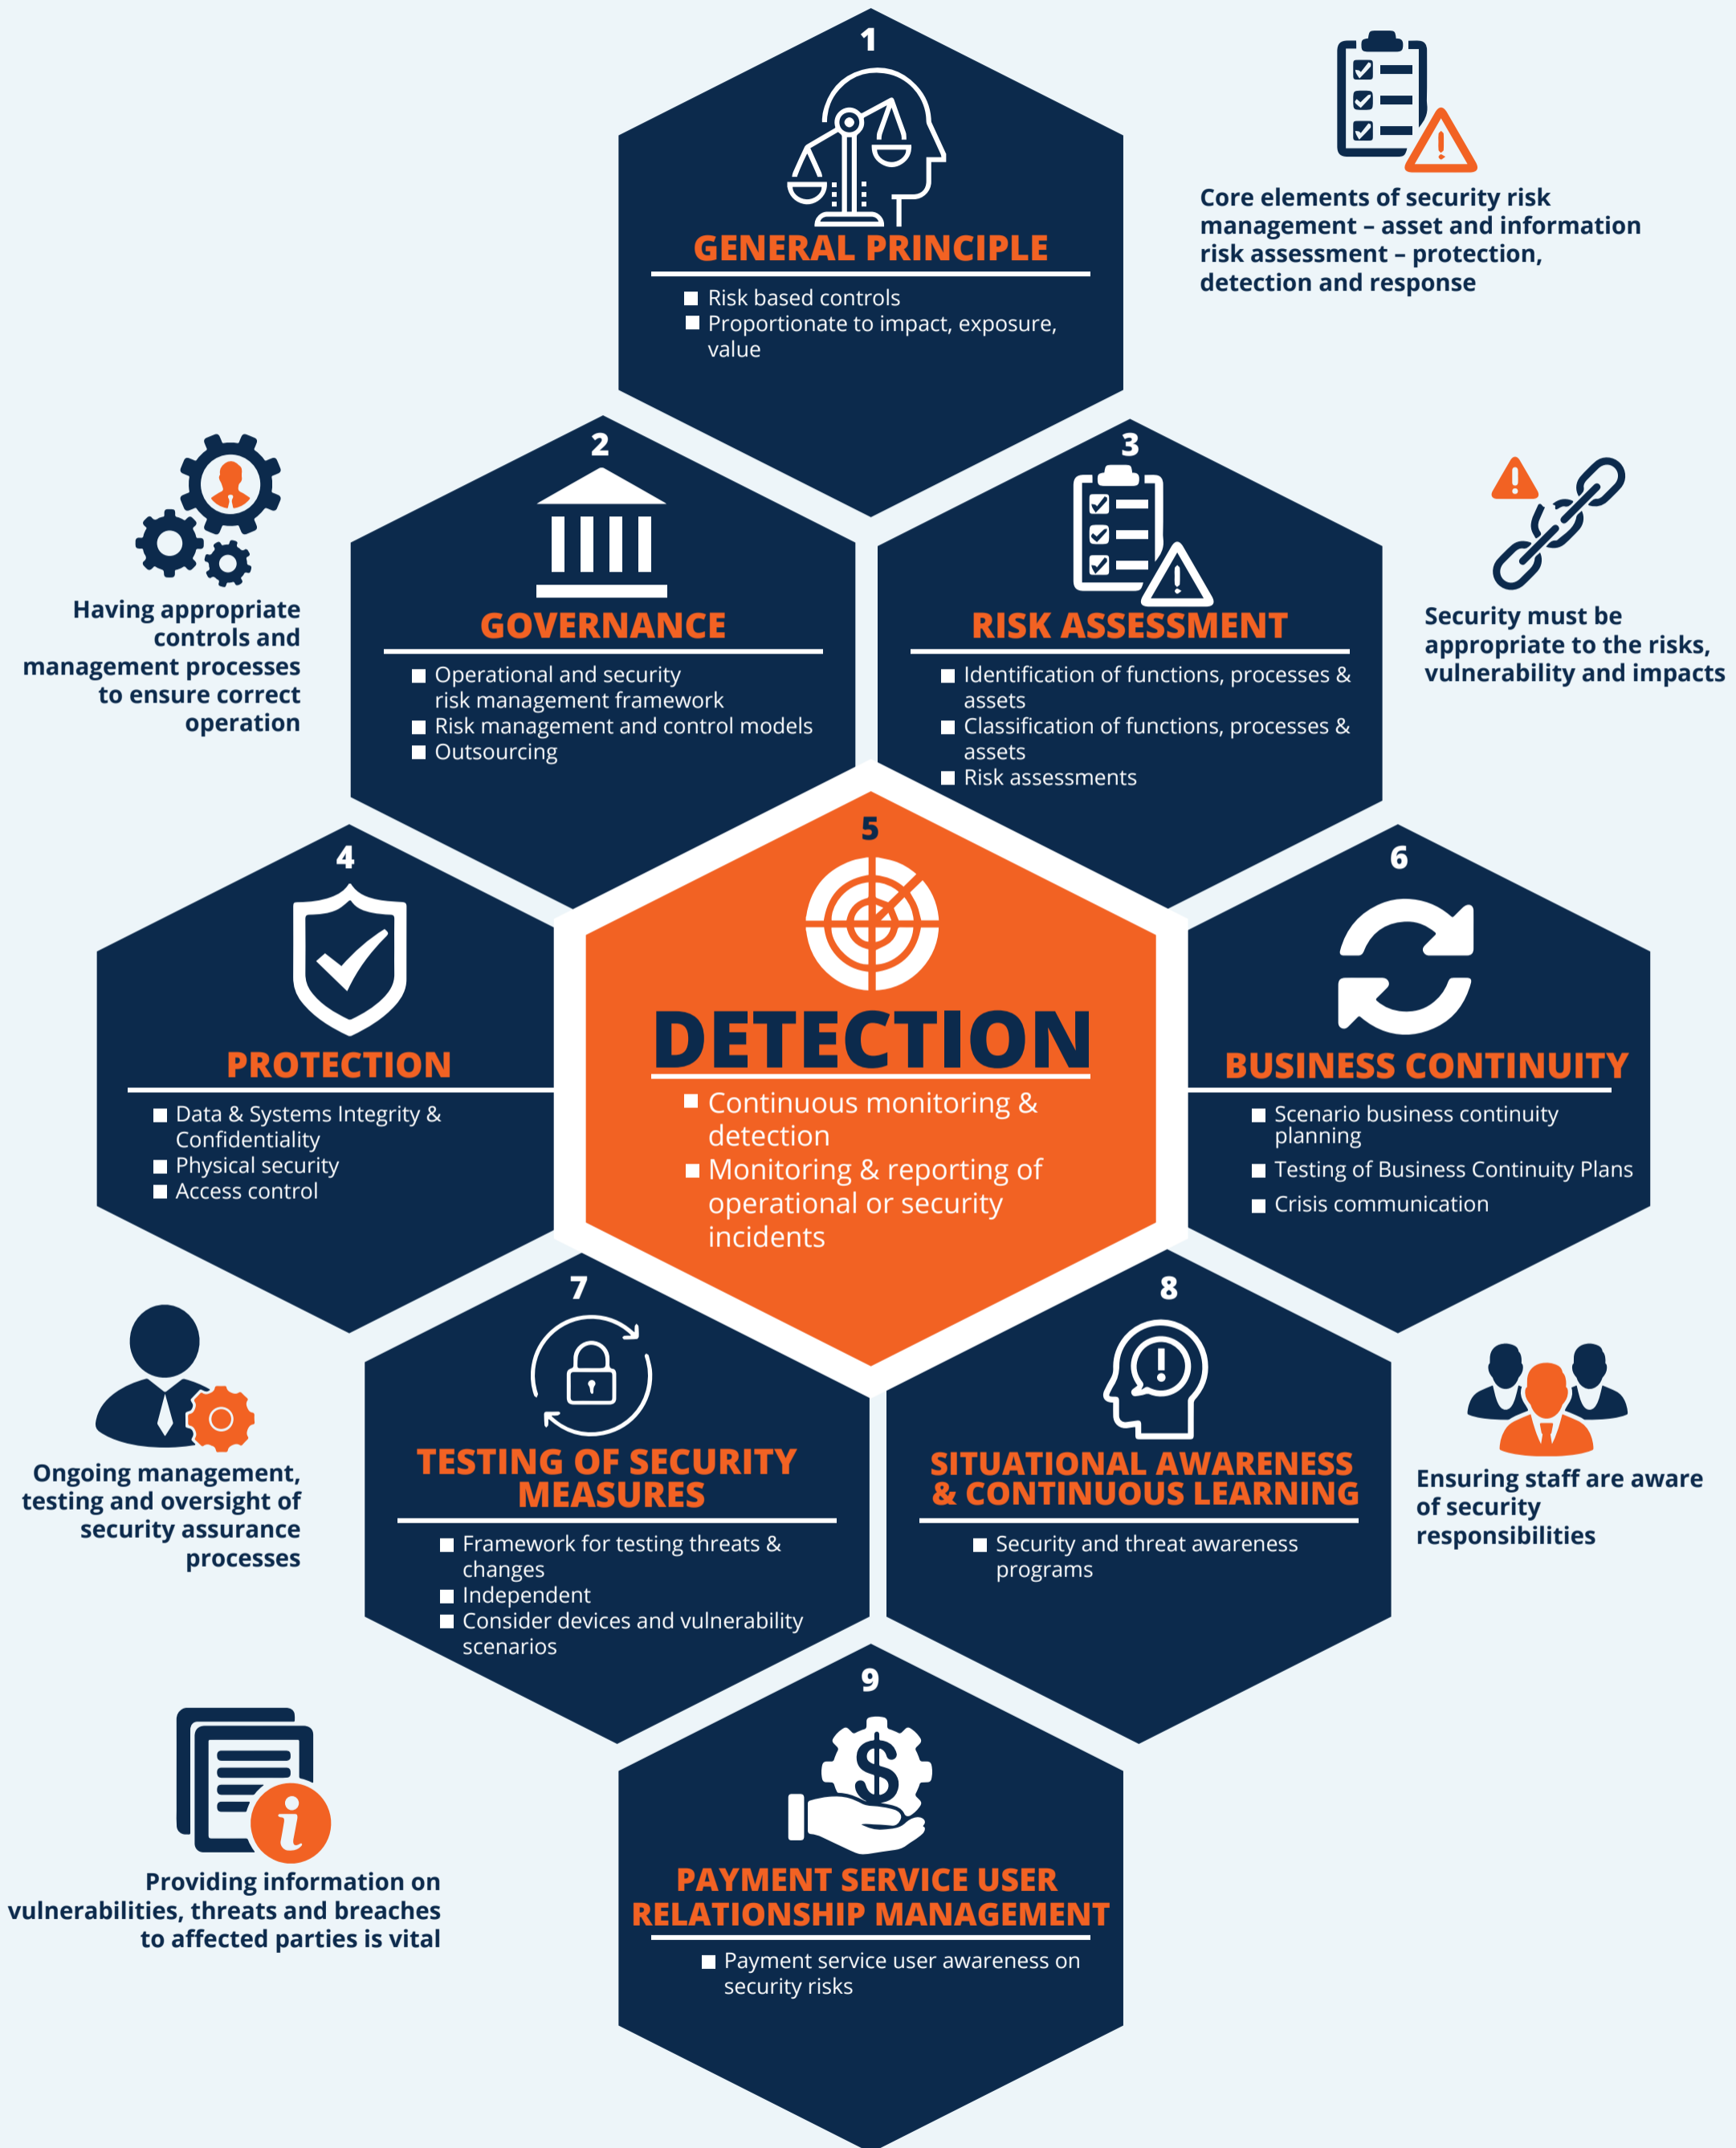 1
GENERAL PRINCIPLE
Risk based controls
Proportionate to impact, exposure,
value
Core elements of security risk
management – asset and information
risk assessment – protection,
detection and response
Having appropriate
controls and
management processes
to ensure correct
operation
2
GOVERNANCE
Operational and security
risk management framework
Risk management and control models
Outsourcing
3
RISK ASSESSMENT
Identification of functions, processes &
assets
Classification of functions, processes &
assets
Risk assessments
Security must be
appropriate to the risks,
vulnerability and impacts
4
PROTECTION
Data & Systems Integrity &
Confidentiality
Physical security
Access control
5
DETECTION
Continuous monitoring &
detection
Monitoring & reporting of
operational or security
incidents
6
BUSINESS CONTINUITY
Scenario business continuity
planning
Testing of Business Continuity Plans
Crisis communication
Ongoing management,
testing and oversight of
security assurance
processes
7
TESTING OF SECURITY
MEASURES
Framework for testing threats &
changes
Independent
Consider devices and vulnerability
scenarios
8
SITUATIONAL AWARENESS
& CONTINUOUS LEARNING
Security and threat awareness
programs
Ensuring staff are aware
of security
responsibilities
Providing information on
vulnerabilities, threats and breaches
to affected parties is vital
9
PAYMENT SERVICE USER
RELATIONSHIP MANAGEMENT
Payment service user awareness on
security risks